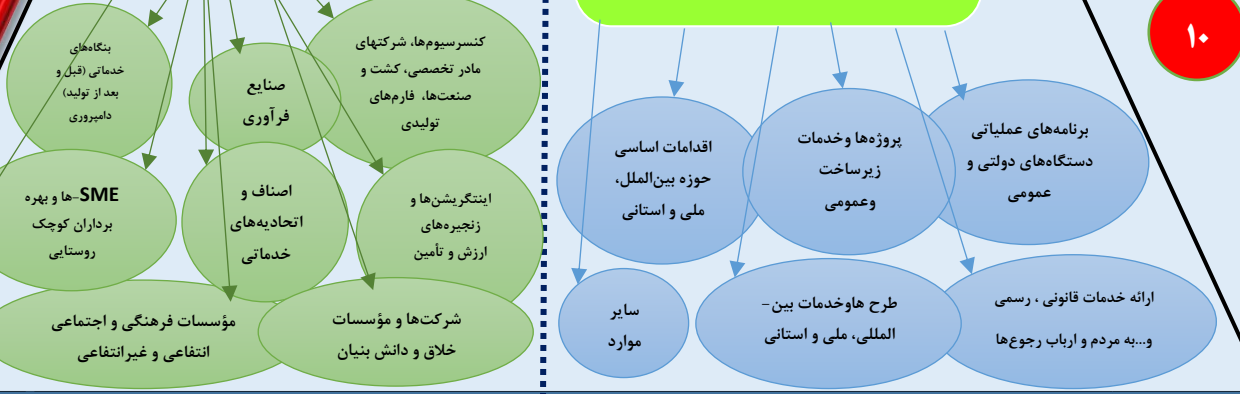 ۱۰
برنامه‌های عملیاتی
دستگاه‌های دولتی و
عمومی
پروژه‌ها وخدمات
زیرساخت
وعمومی
اقدامات اساسی
حوزه بین‌الملل،
ملی و استانی
ارائه خدمات قانونی ، رسمی
و...به مردم و ارباب رجوع‌ها
طرح هاوخدمات بین-
المللی، ملی و استانی
سایر
موارد
کنسرسیوم‌ها، شرکتهای
مادر تخصصی، کشت و
صنعت‌ها، فارم‌های
تولیدی
صنایع
فرآوری
بنگاه‌های
خدماتی (قبل و
بعد از تولید)
دامپروری
اینتگریشن‌ها و
زنجیره‌های
ارزش و تأمین
اصناف و
اتحادیه‌های
خدماتی
SME-ها و بهره
برداران کوچک
روستایی
شرکت‌ها و مؤسسات
خلاق و دانش بنیان
مؤسسات فرهنگی و اجتماعی
انتفاعی و غیرانتفاعی